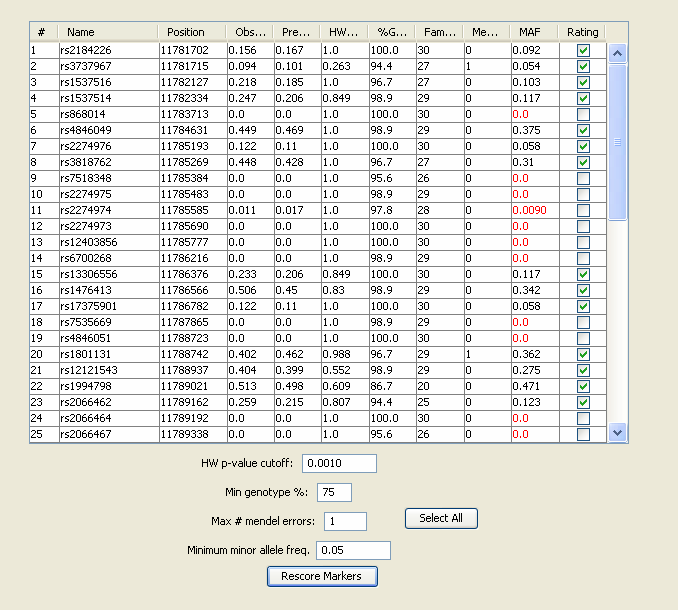 # Name Position Obs... Pre... HW... %G... Fam... Me... MAF Rating
1 rs2184226 11781702 0.156 0.167 1.0 100.0 30 0 0.092
2 rs3737967 11781715 0.094 0.101 0.263 94.4 27 1 0.054
3 rs1537516 11782127 0.218 0.185 1.0 96.7 27 0 0.103
4 rs1537514 11782334 0.247 0.206 0.849 98.9 29 0 0.117
5 rs868014 11783713 0.0 0.0 1.0 100.0 30 0 0.0
6 rs4846049 11784631 0.449 0.469 1.0 98.9 29 0 0.375
7 rs2274976 11785193 0.122 0.11 1.0 100.0 30 0 0.058
8 rs3818762 11785269 0.448 0.428 1.0 96.7 27 0 0.31
9 rs7518348 11785384 0.0 0.0 1.0 95.6 26 0 0.0
10 rs2274975 11785483 0.0 0.0 1.0 98.9 29 0 0.0
11 rs2274974 11785585 0.011 0.017 1.0 97.8 28 0 0.0090
12 rs2274973 11785690 0.0 0.0 1.0 100.0 30 0 0.0
13 rs12403856 11785777 0.0 0.0 1.0 100.0 30 0 0.0
14 rs6700268 11786216 0.0 0.0 1.0 98.9 29 0 0.0
15 rs13306556 11786376 0.233 0.206 0.849 100.0 30 0 0.117
16 rs1476413 11786566 0.506 0.45 0.83 98.9 29 0 0.342
17 rs17375901 11786782 0.122 0.11 1.0 100.0 30 0 0.058
18 rs7535669 11787865 0.0 0.0 1.0 98.9 29 0 0.0
19 rs4846051 11788723 0.0 0.0 1.0 100.0 30 0 0.0
20 rs1801131 11788742 0.402 0.462 0.988 96.7 29 1 0.362
21 rs12121543 11788937 0.404 0.399 0.552 98.9 29 0 0.275
22 rs1994798 11789021 0.513 0.498 0.609 86.7 20 0 0.471
23 rs2066462 11789162 0.259 0.215 0.807 94.4 25 0 0.123
24 rs2066464 11789192 0.0 0.0 1.0 100.0 30 0 0.0
25 rs2066467 11789338 0.0 0.0 1.0 95.6 26 0 0.0
HW p-value cutoff: 0.0010
Min genotype %: 75
Max # mendel errors: 1 Select All
Minimum minor allele freq. 0.05
Rescore Markers